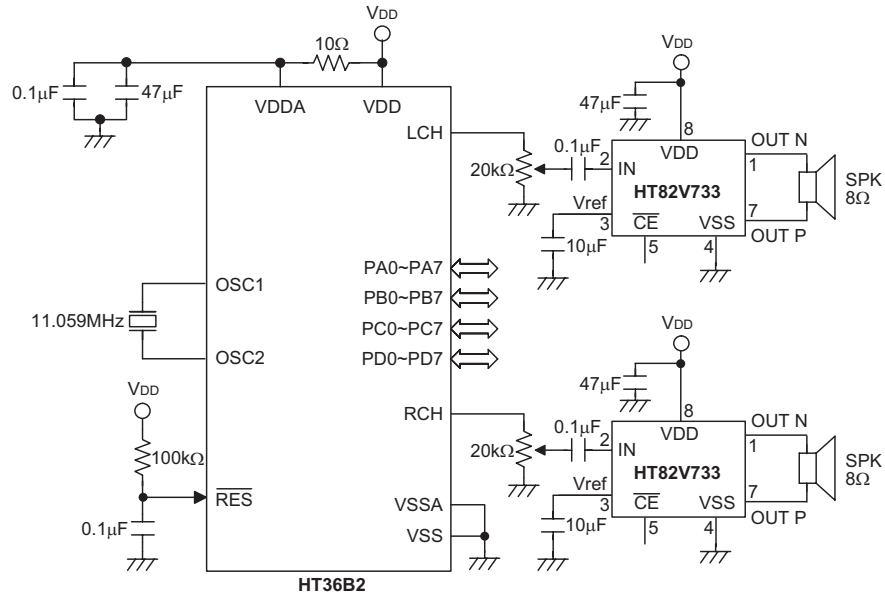 VDD
10Ω
0.1µF
47µF
VDDA
VDD
LCH
20kΩ
0.1µF
VDD
47µF
8
VDD
2
IN
HT82V733
OUT N
1
SPK
8Ω
7
OUT P
Vref
3
CE
VSS
5
4
10µF
PA0~PA7
PB0~PB7
PC0~PC7
PD0~PD7
OSC1
11.059MHz
OSC2
VDD
100kΩ
RES
0.1µF
RCH
20kΩ
0.1µF
VDD
47µF
8
VDD
2
IN
HT82V733
OUT N
1
SPK
8Ω
7
OUT P
Vref
3
CE
VSS
5
4
10µF
VSSA
VSS
HT36B2